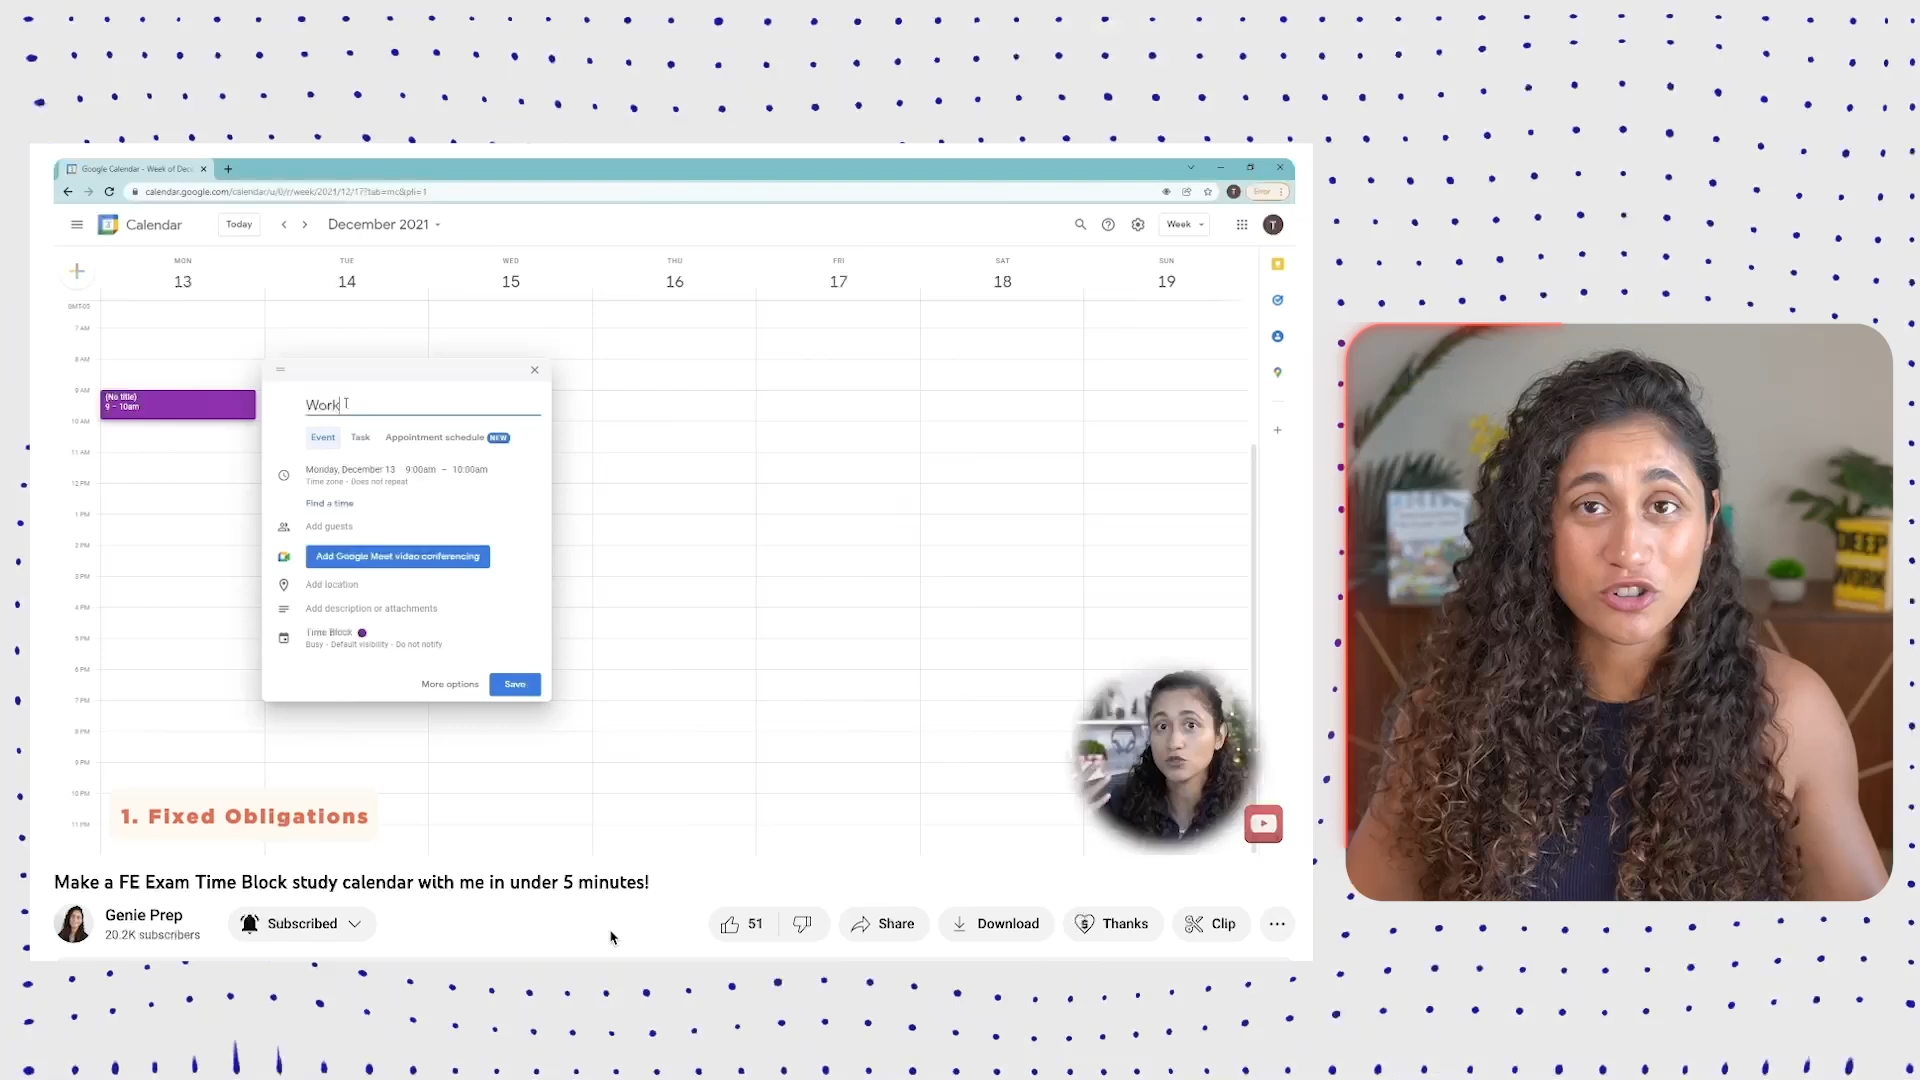 Google Calendar - Week of Dec
calendar.google.com/calendar/u/0/r/week/2021/12/17?tab=mc&pli=1
T
Error
Calendar
Today
December 2021
Week
T
MON
TUE
WED
THU
FRI
SAT
SUN
13
14
15
16
17
18
19
GMT-05
7 AM
8 AM
9 AM
10 AM
11 AM
12 PM
1 PM
2 PM
3 PM
4 PM
5 PM
6 PM
7 PM
8 PM
9 PM
10 PM
11 PM
(No title)
9 – 10am
Work
Event
Task
Appointment schedule NEW
Monday, December 13 9:00am – 10:00am
Time zone - Does not repeat
Find a time
Add guests
Add Google Meet video conferencing
Add location
Add description or attachments
Time Block
Busy - Default visibility - Do not notify
More options
Save
1. Fixed Obligations
Make a FE Exam Time Block study calendar with me in under 5 minutes!
Genie Prep
20.2K subscribers
Subscribed
51
Share
Download
Thanks
Clip
DEEP
WORK